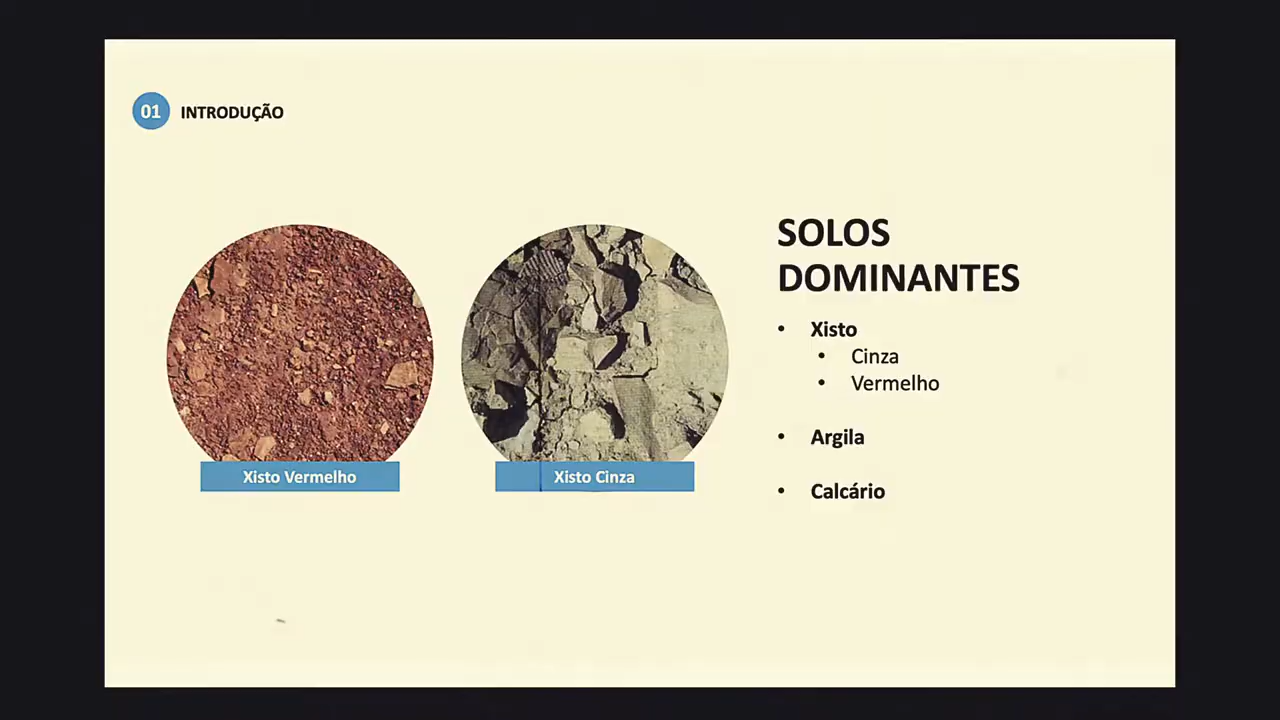 01 INTRODUÇÃO
SOLOS
DOMINANTES
• Xisto
• Cinza
• Vermelho
• Argila
• Calcário
Xisto Vermelho
Xisto Cinza